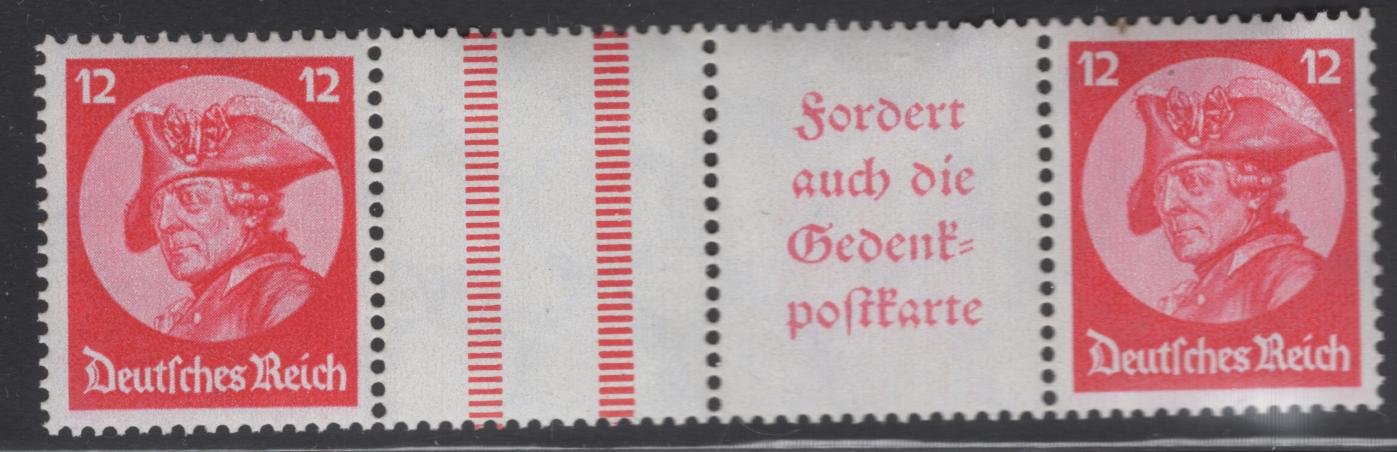 12 12
Deutſches Reich
Fordert
auch die
Gedenk=
poſtkarte
12 12
Deutſches Reich